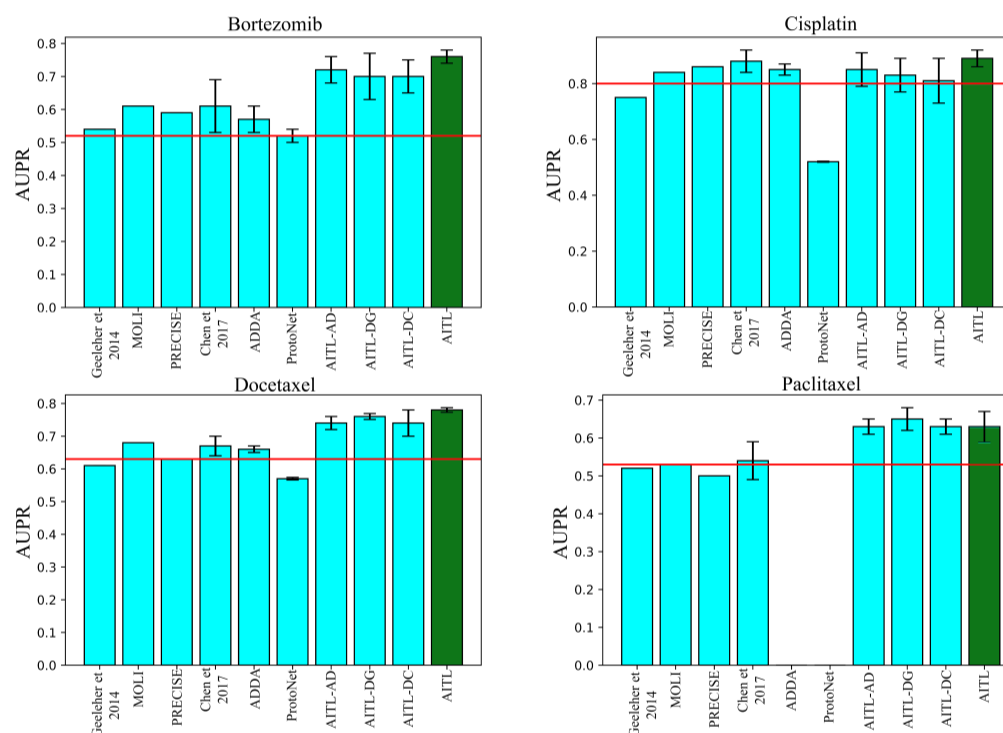 Bortezomib
AUPR
0.8
0.7
0.6
0.5
0.4
0.3
0.2
0.1
0.0
Geeleher et
2014
MOLI
PRECISE
Chen et
2017
ADDA
ProtoNet
AITL-AD
AITL-DG
AITL-DC
AITL
Cisplatin
AUPR
0.8
0.6
0.4
0.2
0.0
Geeleher et
2014
MOLI
PRECISE
Chen et
2017
ADDA
ProtoNet
AITL-AD
AITL-DG
AITL-DC
AITL
Docetaxel
AUPR
0.8
0.7
0.6
0.5
0.4
0.3
0.2
0.1
0.0
Geeleher et
2014
MOLI
PRECISE
Chen et
2017
ADDA
ProtoNet
AITL-AD
AITL-DG
AITL-DC
AITL
Paclitaxel
AUPR
0.7
0.6
0.5
0.4
0.3
0.2
0.1
0.0
Geeleher et
2014
MOLI
PRECISE
Chen et
2017
ADDA
ProtoNet
AITL-AD
AITL-DG
AITL-DC
AITL